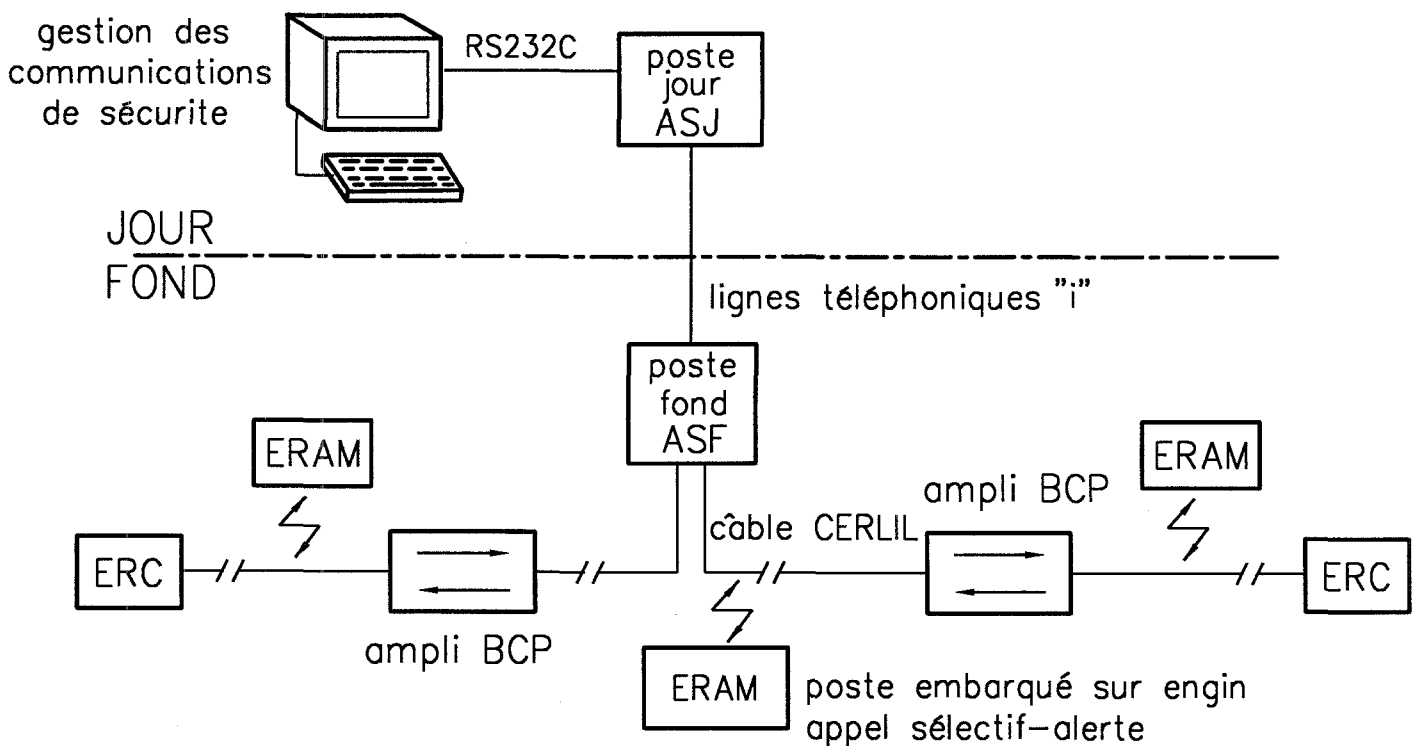 gestion des
communications
de sécurite
RS232C
poste
jour
ASJ
JOUR
FOND
lignes téléphoniques "i"
poste
fond
ASF
ERAM
ERAM
ampli BCP
câble CERLIL
ERC
ERC
ampli BCP
ERAM
poste embarqué sur engin
appel sélectif-alerte